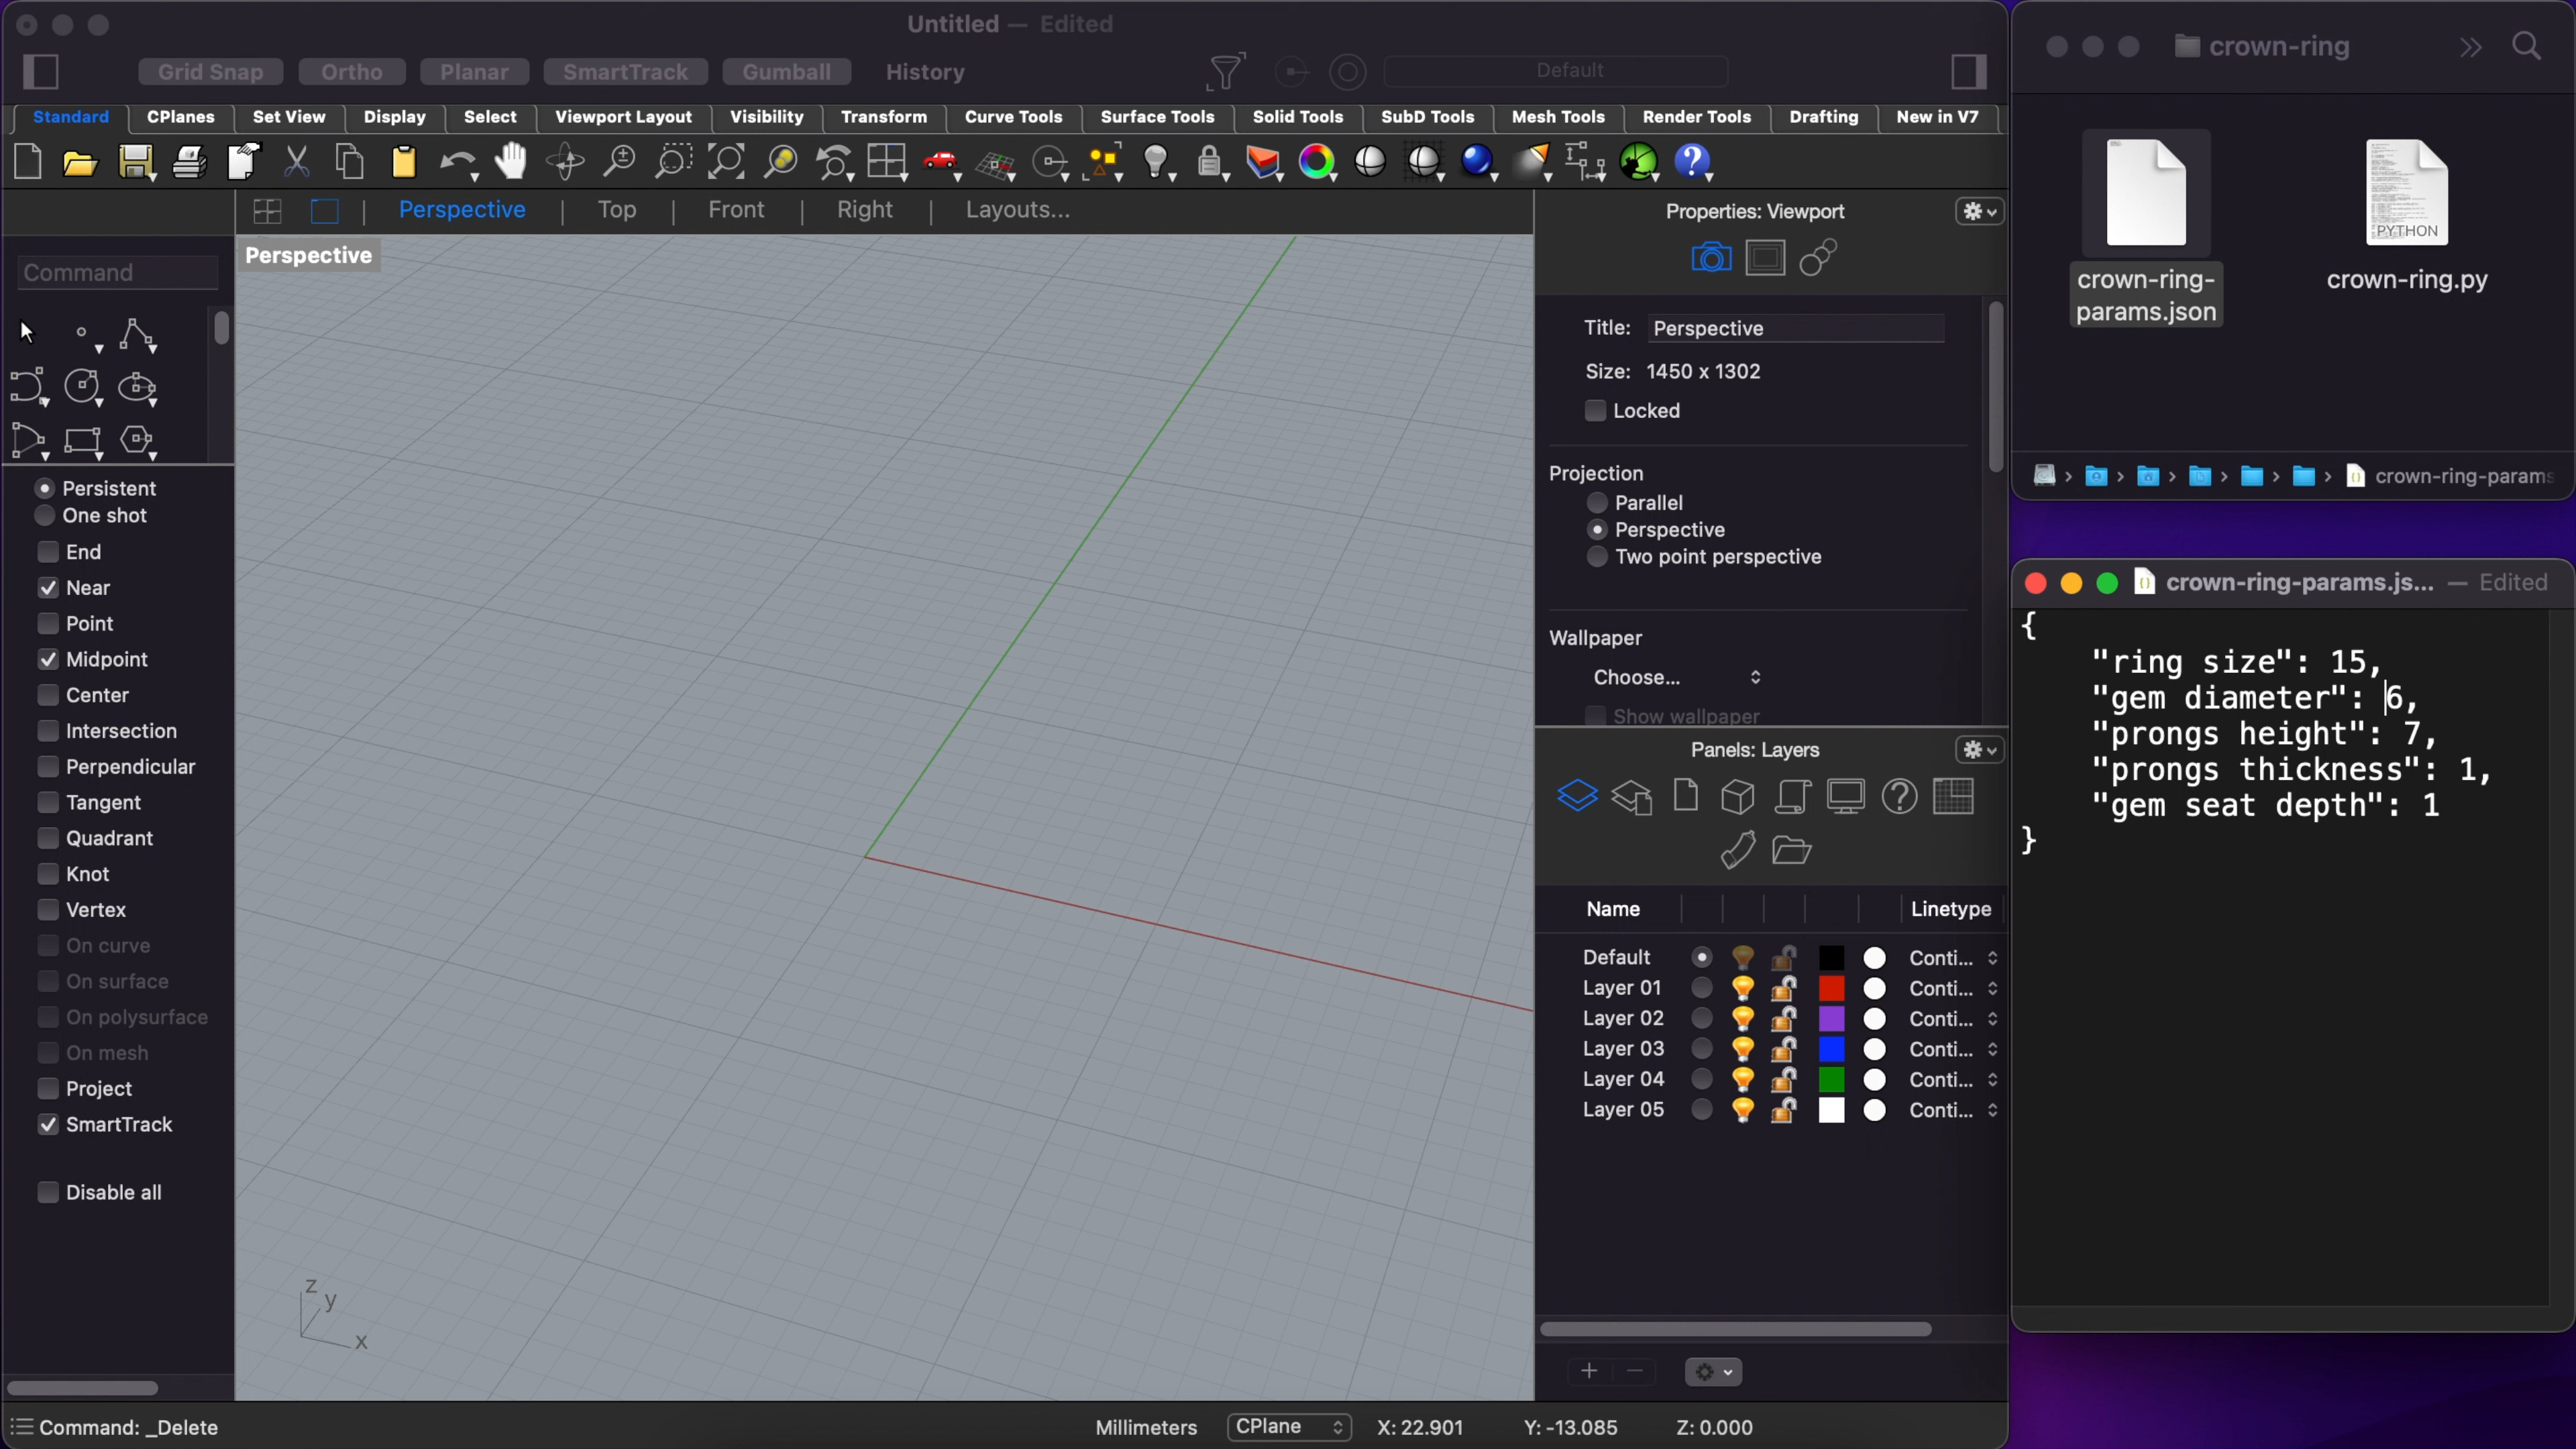 Untitled — Edited
Grid Snap Ortho Planar SmartTrack Gumball History Default
Standard CPlanes Set View Display Select Viewport Layout Visibility Transform Curve Tools Surface Tools Solid Tools SubD Tools Mesh Tools Render Tools Drafting New in V7
Perspective | Top | Front | Right | Layouts...
Perspective
Command
Persistent
One shot
End
Near
Point
Midpoint
Center
Intersection
Perpendicular
Tangent
Quadrant
Knot
Vertex
On curve
On surface
On polysurface
On mesh
Project
SmartTrack
Disable all
z
y
x
Properties: Viewport
Title: Perspective
Size: 1450 x 1302
Locked
Projection
Parallel
Perspective
Two point perspective
Wallpaper
Choose...
Show wallpaper
Panels: Layers
Name Linetype
Default Conti...
Layer 01 Conti...
Layer 02 Conti...
Layer 03 Conti...
Layer 04 Conti...
Layer 05 Conti...
Command: _Delete
Millimeters CPlane X: 22.901 Y: -13.085 Z: 0.000
crown-ring
PYTHON
crown-ring-
params.json
crown-ring.py
crown-ring-params
crown-ring-params.js... — Edited
{
"ring size": 15,
"gem diameter": 6,
"prongs height": 7,
"prongs thickness": 1,
"gem seat depth": 1
}